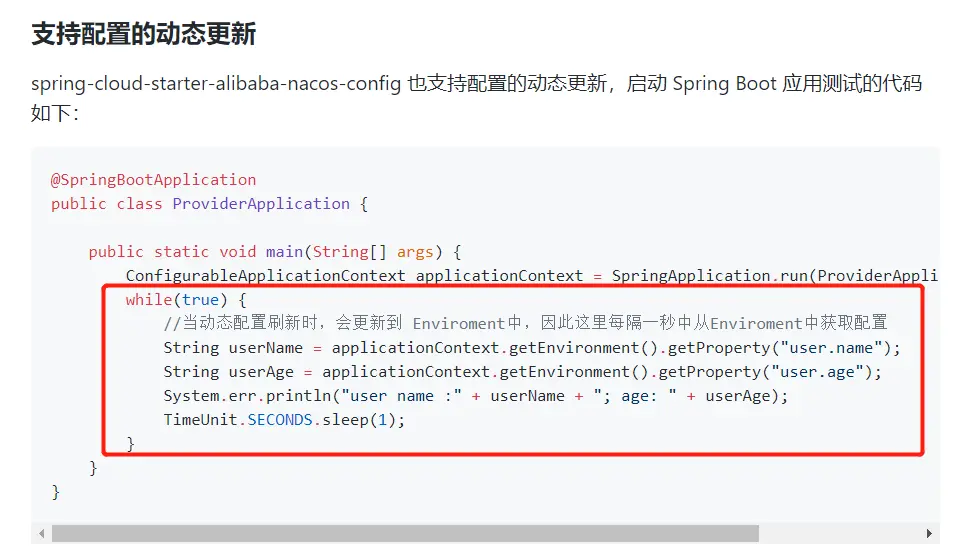 支持配置的动态更新
spring-cloud-starter-alibaba-nacos-config 也支持配置的动态更新，启动 Spring Boot 应用测试的代码
如下：
@SpringBootApplication
public class ProviderApplication {
public static void main(String[] args) {
ConfigurableApplicationContext applicationContext = SpringApplication.run(ProviderAppli
while(true) {
//当动态配置刷新时，会更新到 Enviroment中，因此这里每隔一秒中从Enviroment中获取配置
String userName = applicationContext.getEnvironment().getProperty("user.name");
String userAge = applicationContext.getEnvironment().getProperty("user.age");
System.err.println("user name :" + userName + "; age: " + userAge);
TimeUnit.SECONDS.sleep(1);
}
}
}